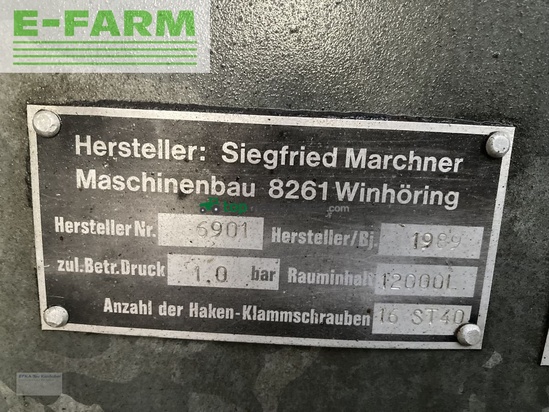 E-FARM
Hersteller: Siegfried Marchner
Maschinenbau 8261 Winhöring
Hersteller Nr. 6901 Hersteller/Bj. 1989
zul.Betr.Druck 1.0 bar Rauminhalt 12000L
Anzahl der Haken-Klammschrauben 16 ST40
.com